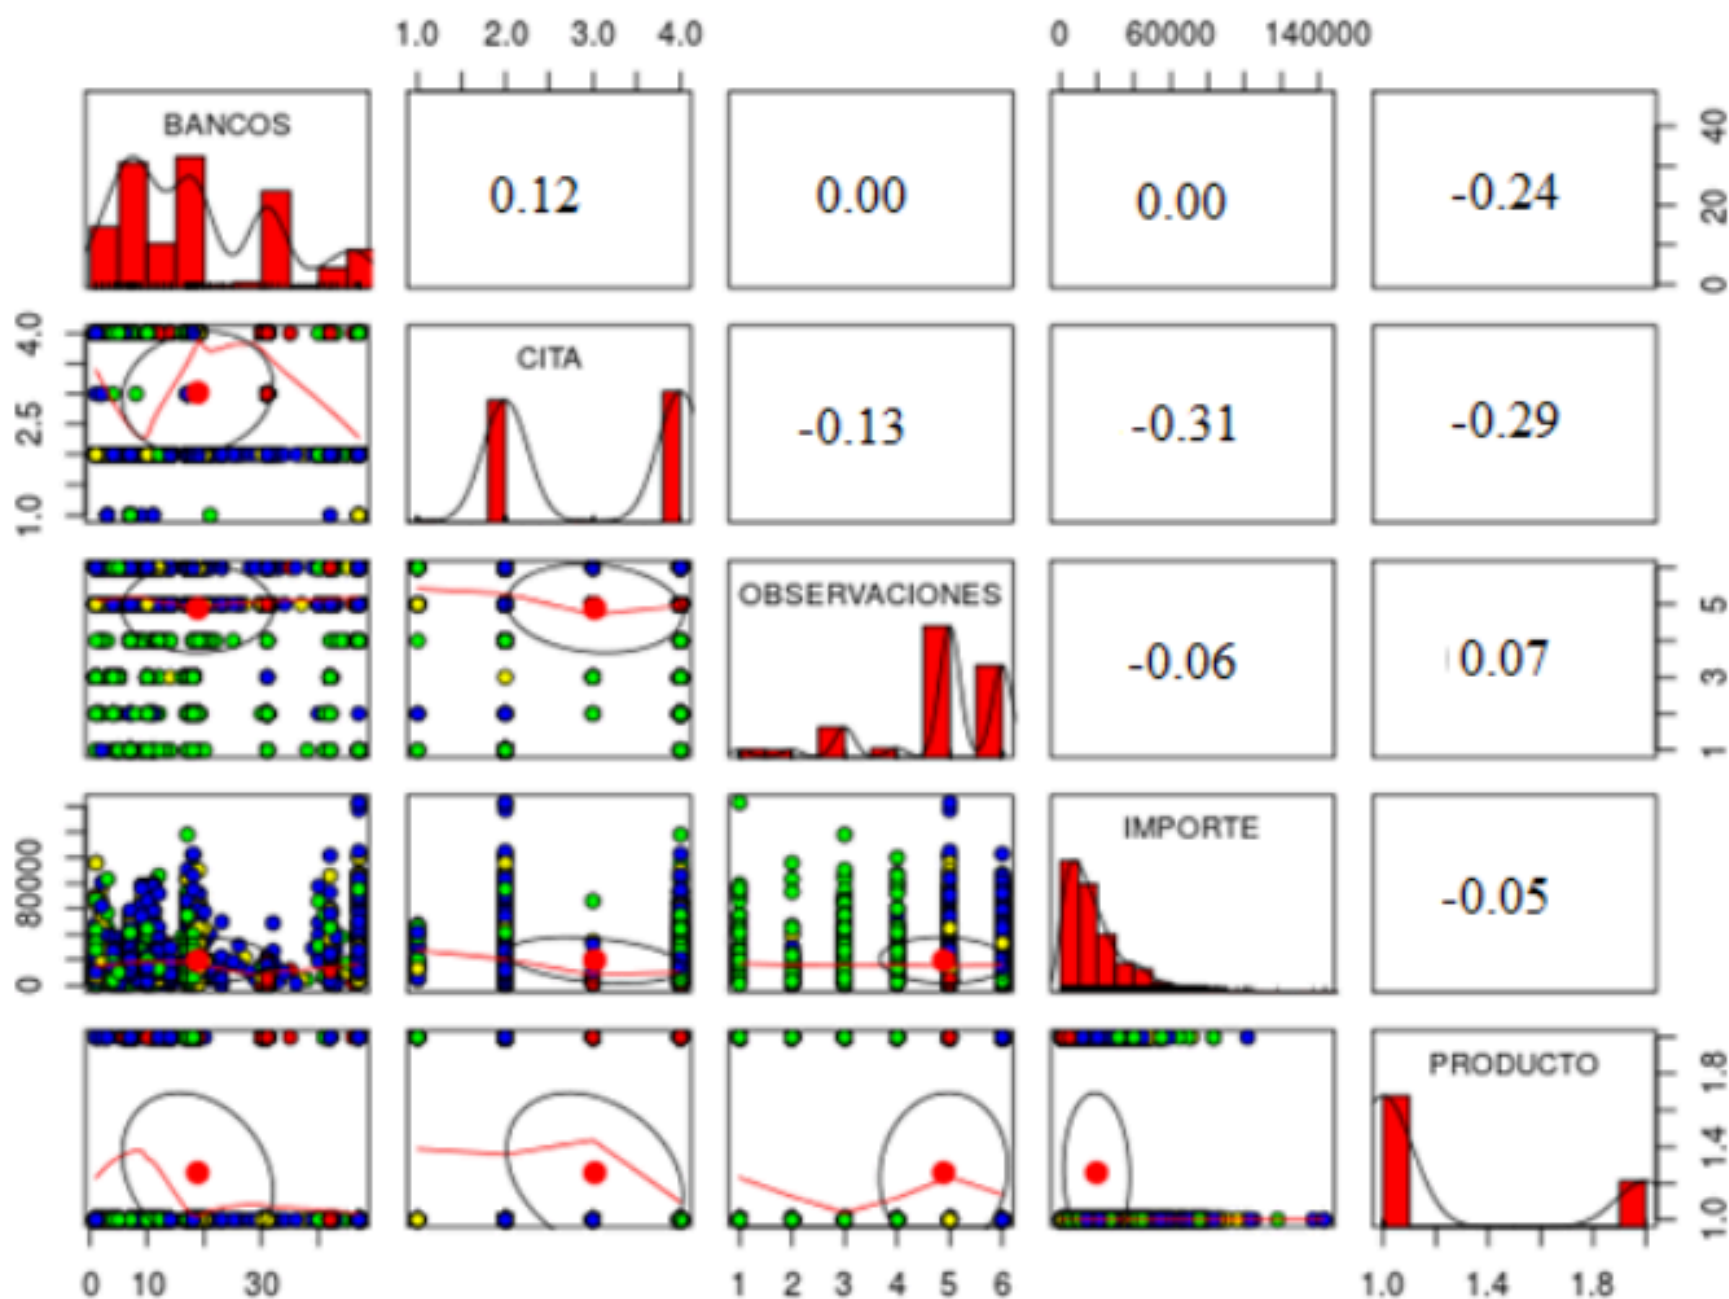 1.0 2.0 3.0 4.0 0 60000 140000
BANCOS 0.12 0.00 0.00 -0.24 0 20 40
1.0 2.5 4.0 CITA -0.13 -0.31 -0.29
OBSERVACIONES -0.06 0.07 1 3 5
0 80000 IMPORTE -0.05
PRODUCTO 1.0 1.4 1.8
0 10 30 1 2 3 4 5 6 1.0 1.4 1.8